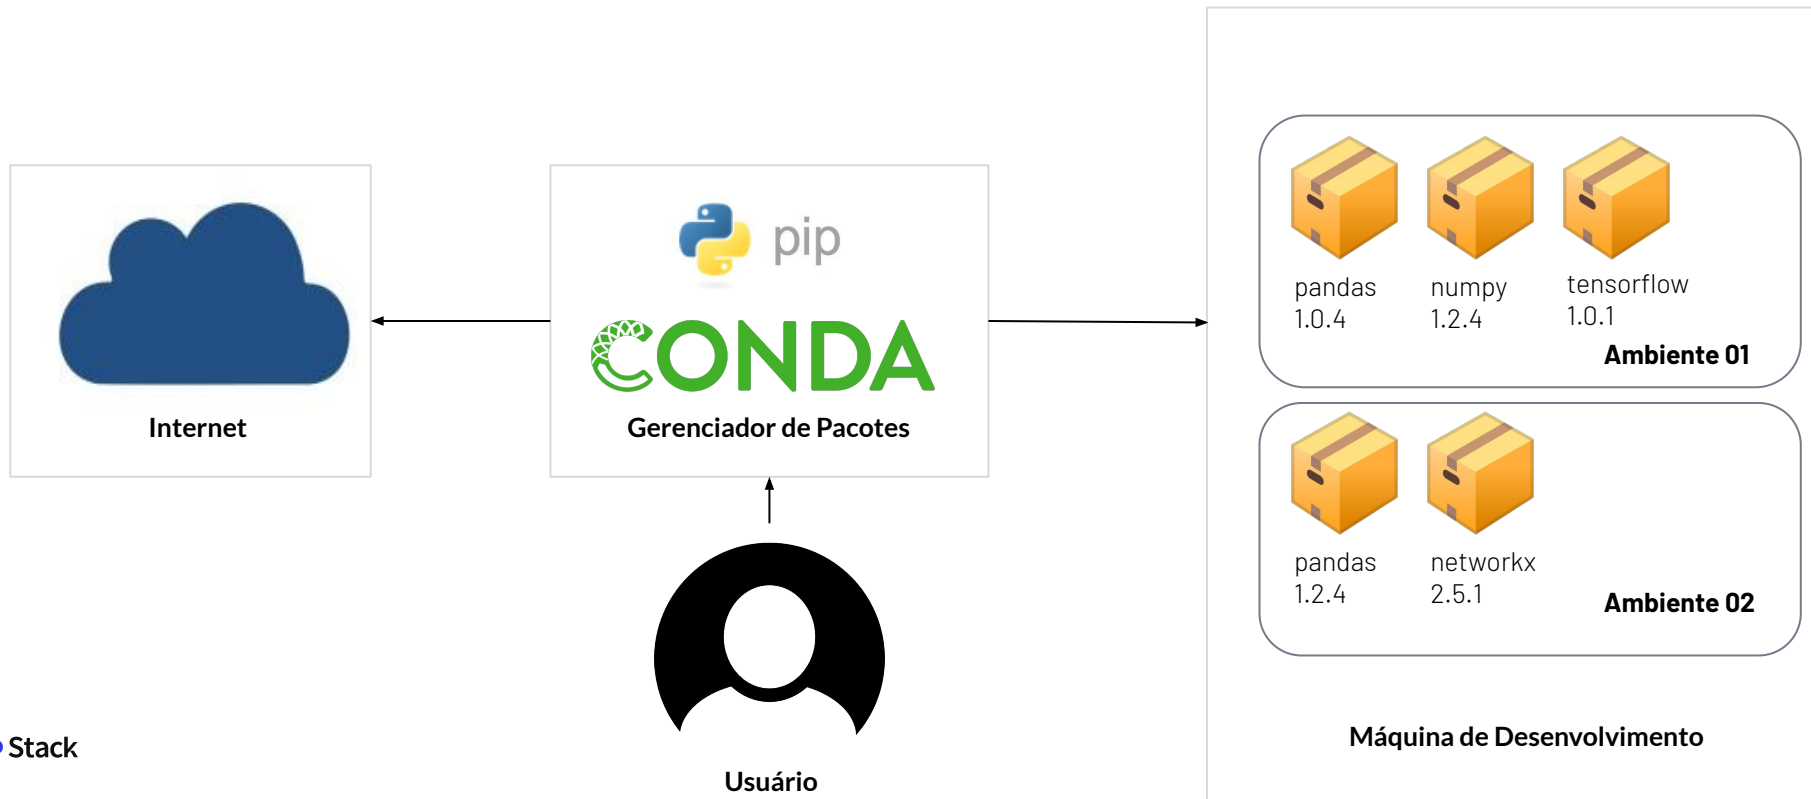 Internet
pip
CONDA
Gerenciador de Pacotes
Usuário
pandas
1.0.4
numpy
1.2.4
tensorflow
1.0.1
Ambiente 01
pandas
1.2.4
networkx
2.5.1
Ambiente 02
Máquina de Desenvolvimento
Stack